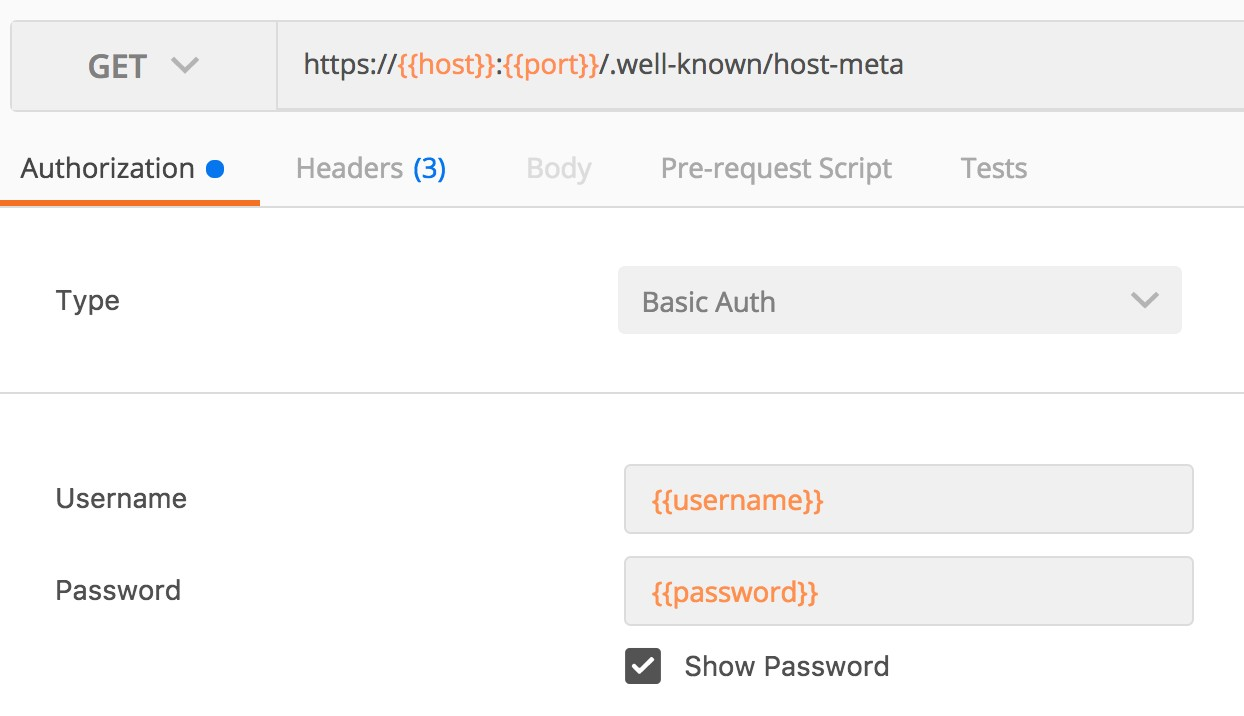 GET https://{{host}}:{{port}}/.well-known/host-meta
Authorization Headers (3) Body Pre-request Script Tests
Type Basic Auth
Username {{username}}
Password {{password}}
Show Password